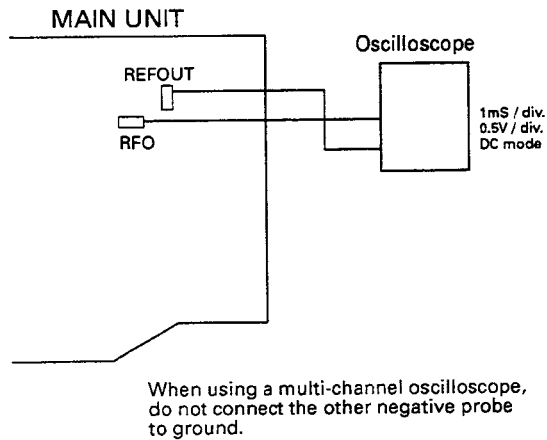 MAIN UNIT
Oscilloscope
REFOUT
RFO
1mS / div.
0.5V / div.
DC mode
When using a multi-channel oscilloscope,
do not connect the other negative probe
to ground.